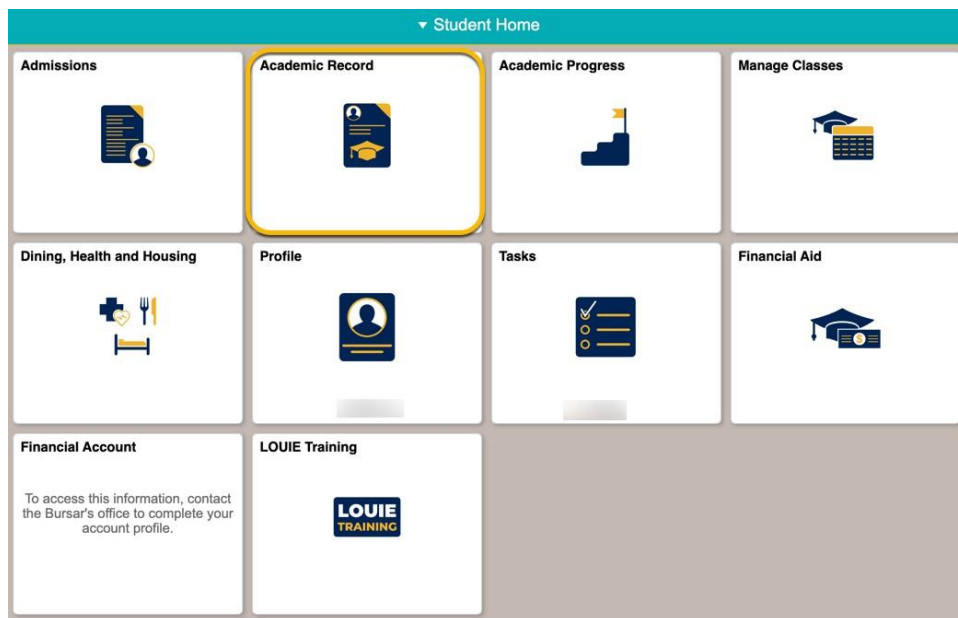 Student Home
Admissions
Academic Record
Academic Progress
Manage Classes
Dining, Health and Housing
Profile
Tasks
Financial Aid
Financial Account
To access this information, contact
the Bursar's office to complete your
account profile.
LOUIE Training
LOUIE
TRAINING